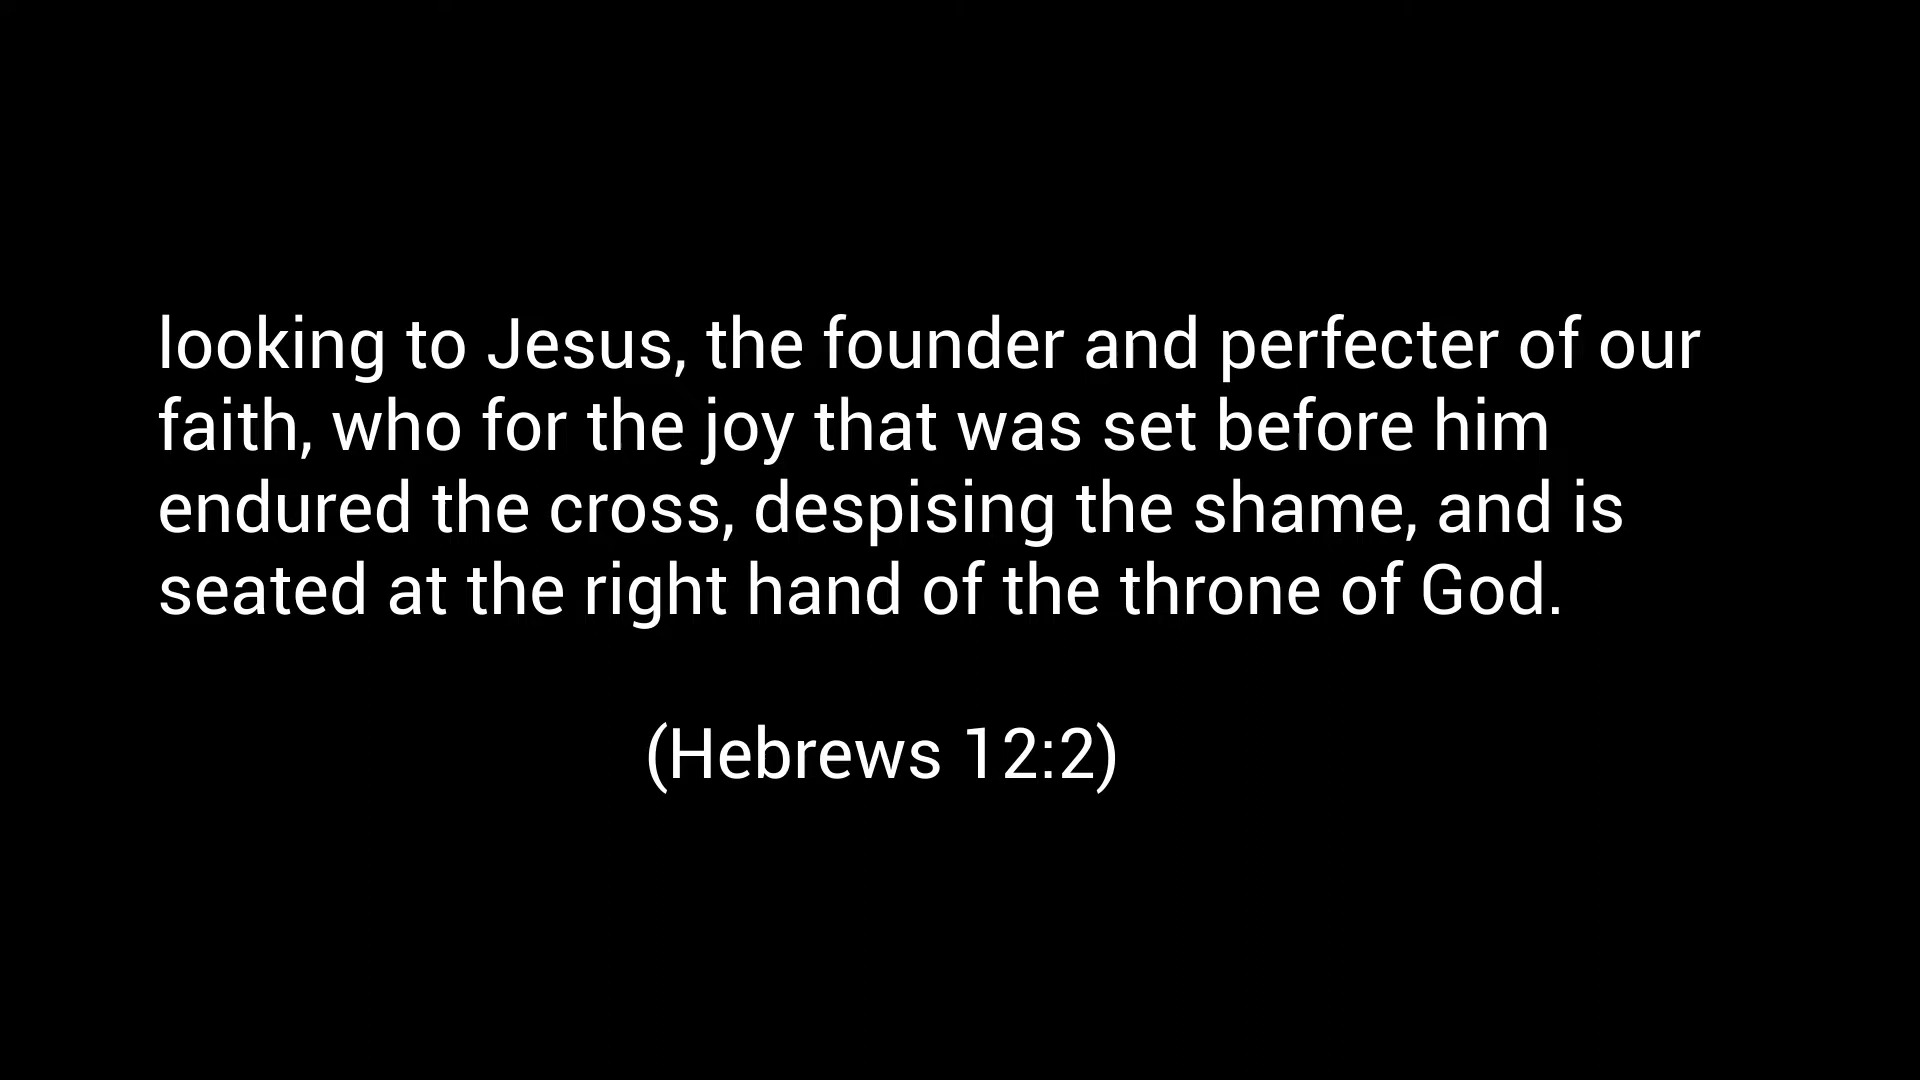 looking to Jesus, the founder and perfecter of our
faith, who for the joy that was set before him
endured the cross, despising the shame, and is
seated at the right hand of the throne of God.
(Hebrews 12:2)